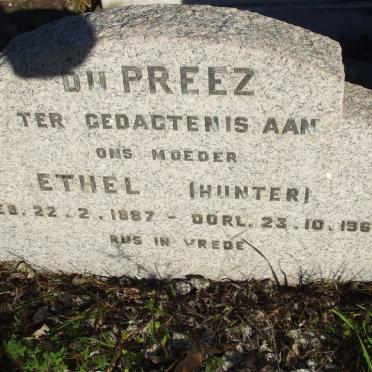 DU PREEZ
TER GEDAGTENIS AAN
ONS MOEDER
ETHEL (HUNTER)
GEB. 22.2.1887 - OORL. 23.10.196
RUS IN VREDE